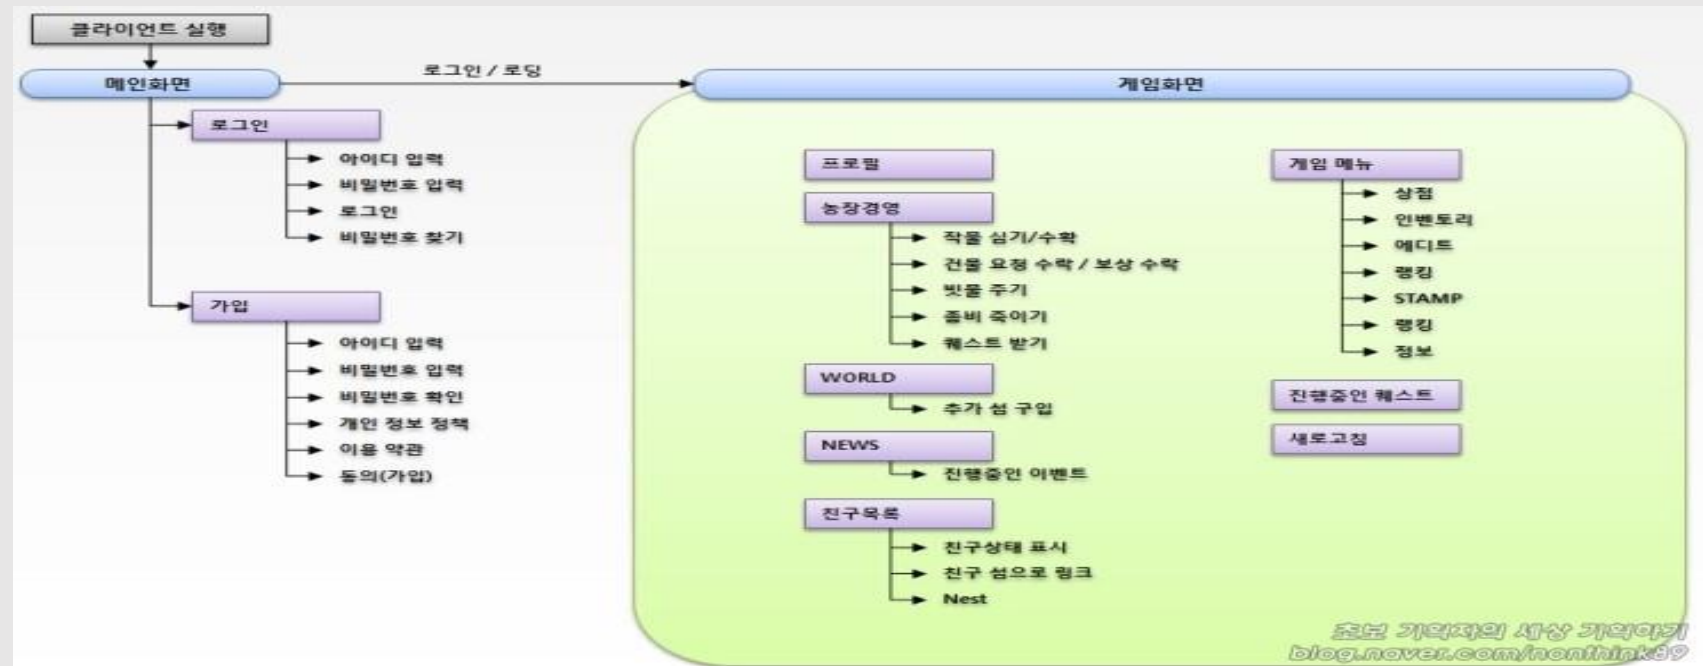 클라이언트 실행
메인화면
로그인 / 로딩
게임화면
로그인
아이디 입력
비밀번호 입력
로그인
비밀번호 찾기
가입
아이디 입력
비밀번호 입력
비밀번호 확인
개인 정보 정책
이용 약관
동의(가입)
프로필
농장경영
작물 심기/수확
건물 요청 수락 / 보상 수락
빗물 주기
좀비 죽이기
퀘스트 받기
WORLD
추가 섬 구입
NEWS
진행중인 이벤트
친구목록
친구상태 표시
친구 섬으로 링크
Nest
게임 메뉴
상점
인벤토리
에디트
랭킹
STAMP
랭킹
정보
진행중인 퀘스트
새로고침
초보 기획자의 세상 기획하기
blog.naver.com/nonthink89